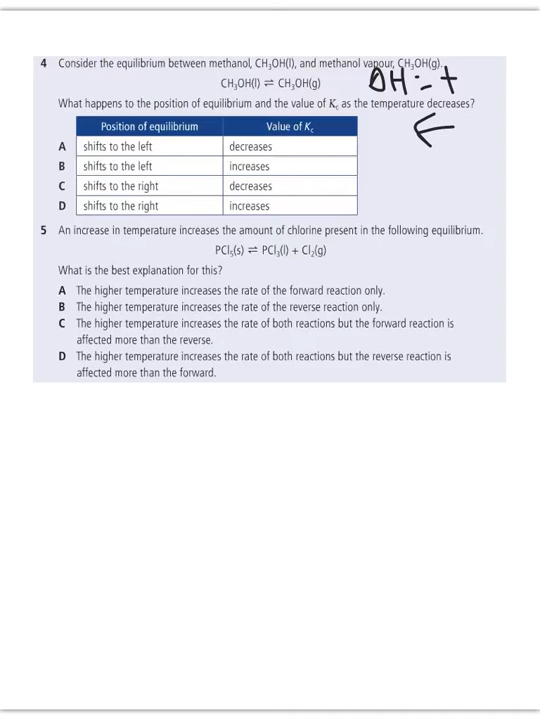 4 Consider the equilibrium between methanol, CH₃OH(l), and methanol vapour, CH₃OH(g).
CH₃OH(l) ⇌ CH₃OH(g)
ΔH = +
What happens to the position of equilibrium and the value of Kc as the temperature decreases?
←
Position of equilibrium Value of Kc
A shifts to the left decreases
B shifts to the left increases
C shifts to the right decreases
D shifts to the right increases
5 An increase in temperature increases the amount of chlorine present in the following equilibrium.
PCl₅(s) ⇌ PCl₃(l) + Cl₂(g)
What is the best explanation for this?
A The higher temperature increases the rate of the forward reaction only.
B The higher temperature increases the rate of the reverse reaction only.
C The higher temperature increases the rate of both reactions but the forward reaction is
affected more than the reverse.
D The higher temperature increases the rate of both reactions but the reverse reaction is
affected more than the forward.